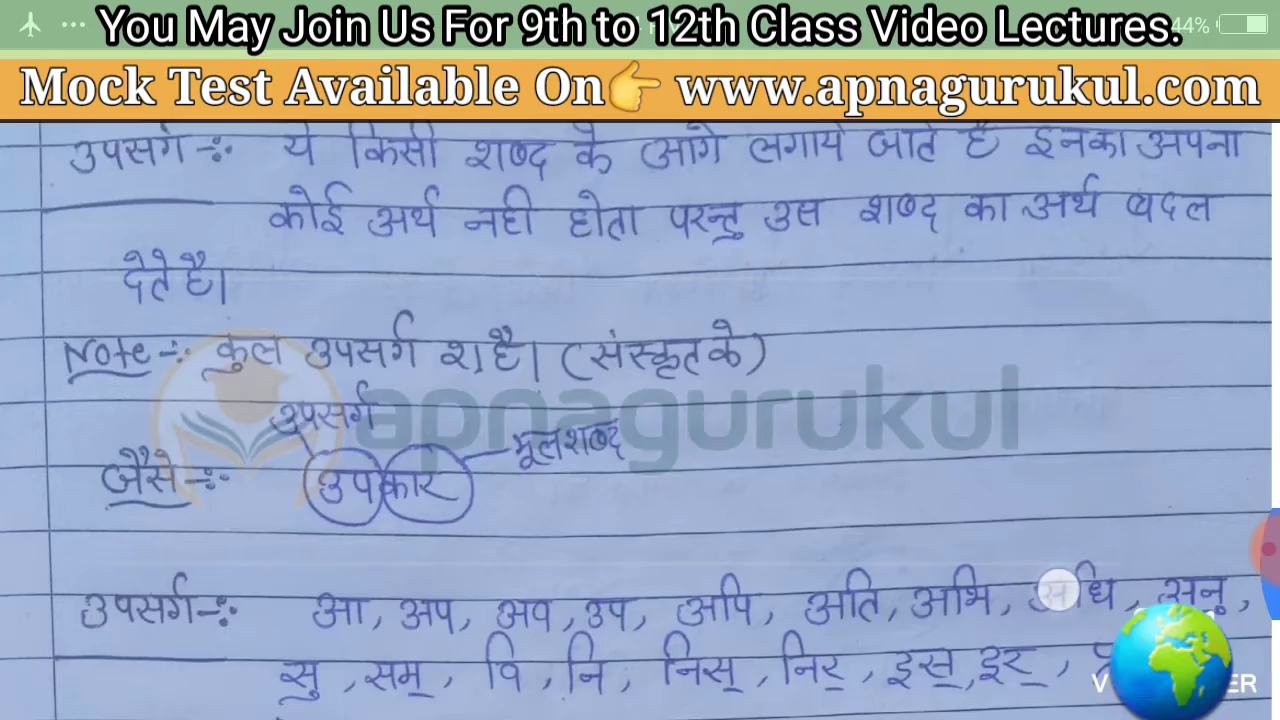 You May Join Us For 9th to 12th Class Video Lectures.
44%
Mock Test Available On👉 www.apnagurukul.com
उपसर्ग -:- ये किसी शब्द के आगे लगाये जाते है इनका अपना
कोई अर्थ नही होता परन्तु उस शब्द का अर्थ बदल
देते है।
Note -:- कुल उपसर्ग २१ है। (संस्कृत के)
apnagurukul
उपसर्ग
मूलशब्द
जैसे -:- उपकार
उपसर्ग -:- आ, अप, अव, उप, अपि, अति, अभि, अधि, अनु,
सु, सम्, वि, नि, निस्, निर्, दुस्, दुर्,